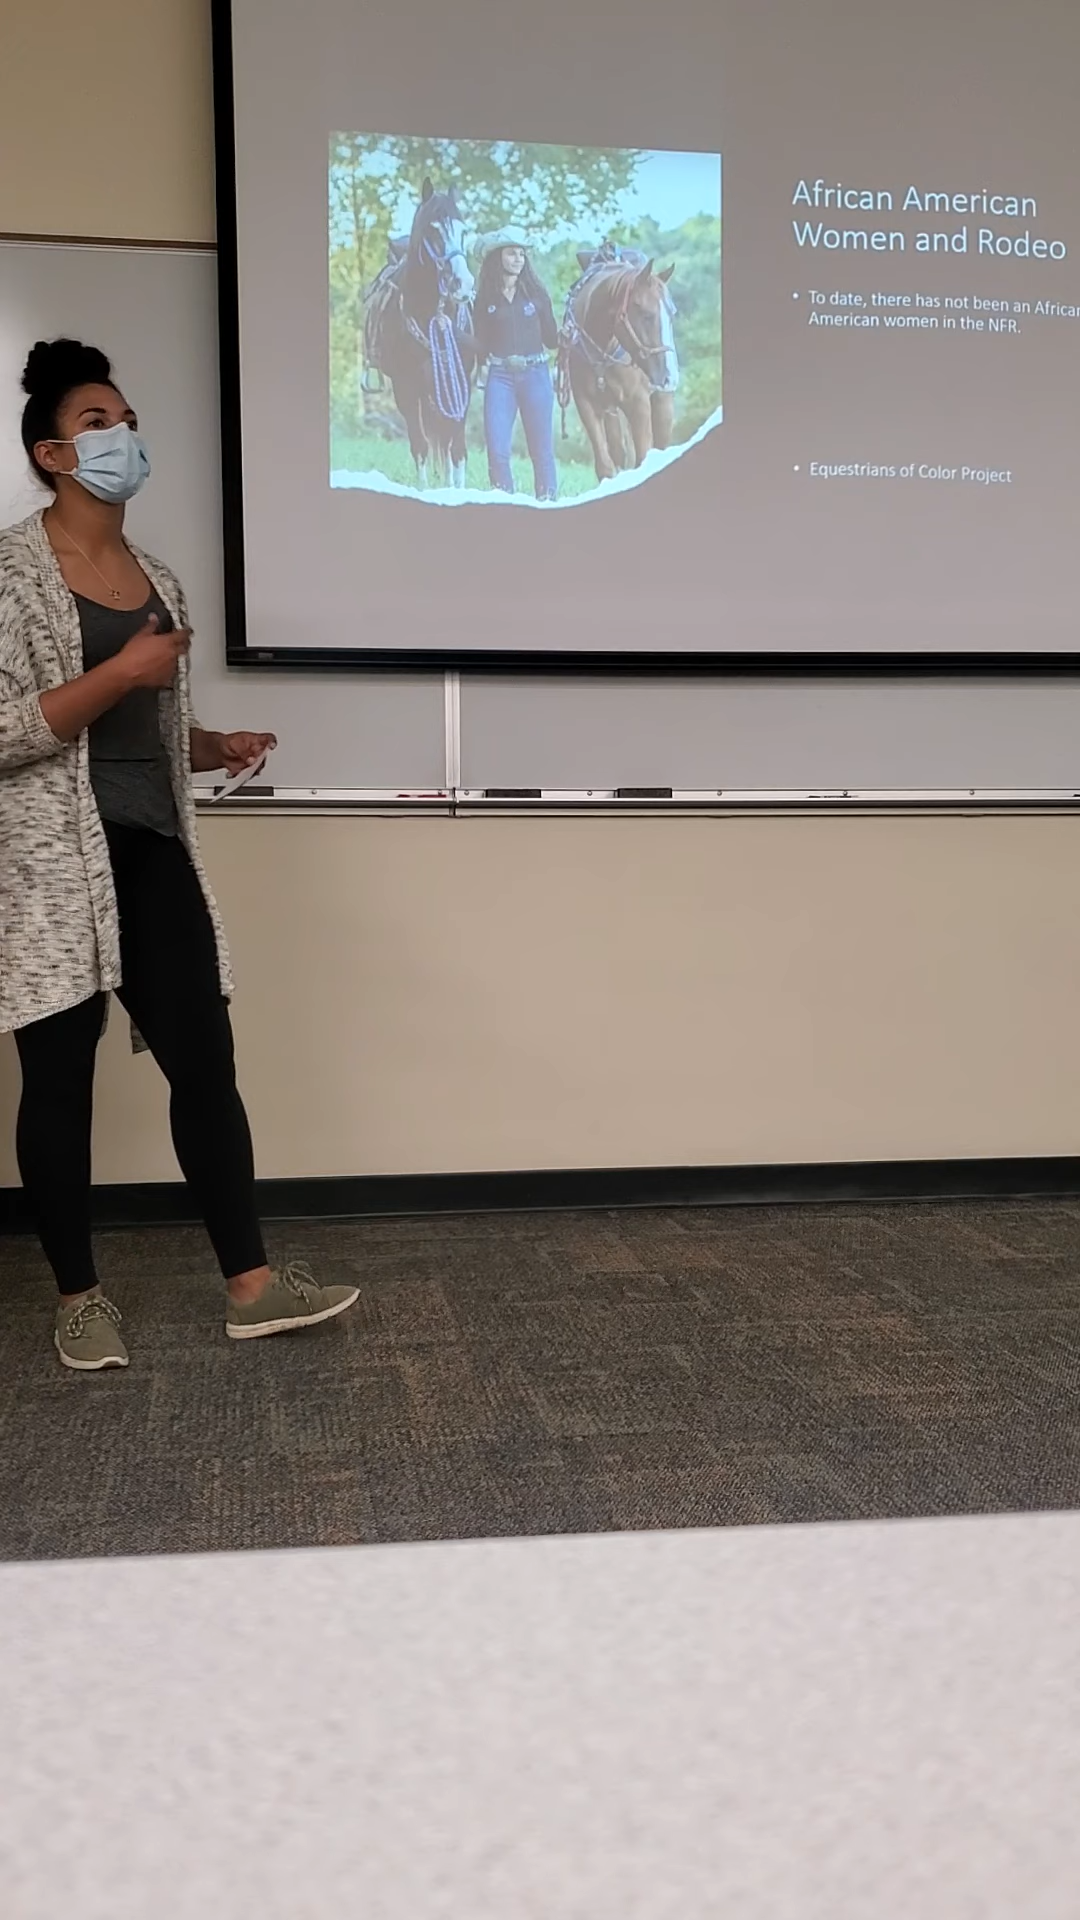 African American
Women and Rodeo
• To date, there has not been an African
American women in the NFR.
• Equestrians of Color Project